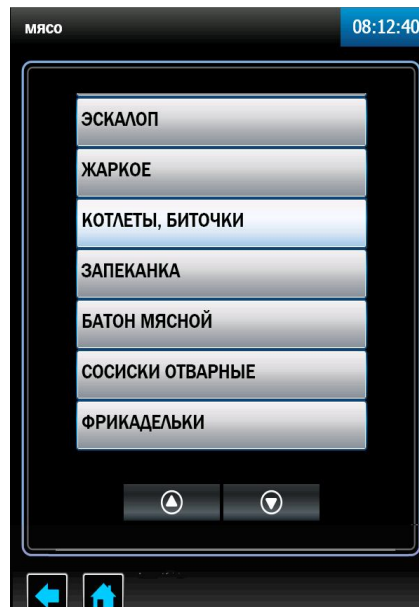 мясо
08:12:40
ЭСКАЛОП
ЖАРКОЕ
КОТЛЕТЫ, БИТОЧКИ
ЗАПЕКАНКА
БАТОН МЯСНОЙ
СОСИСКИ ОТВАРНЫЕ
ФРИКАДЕЛЬКИ